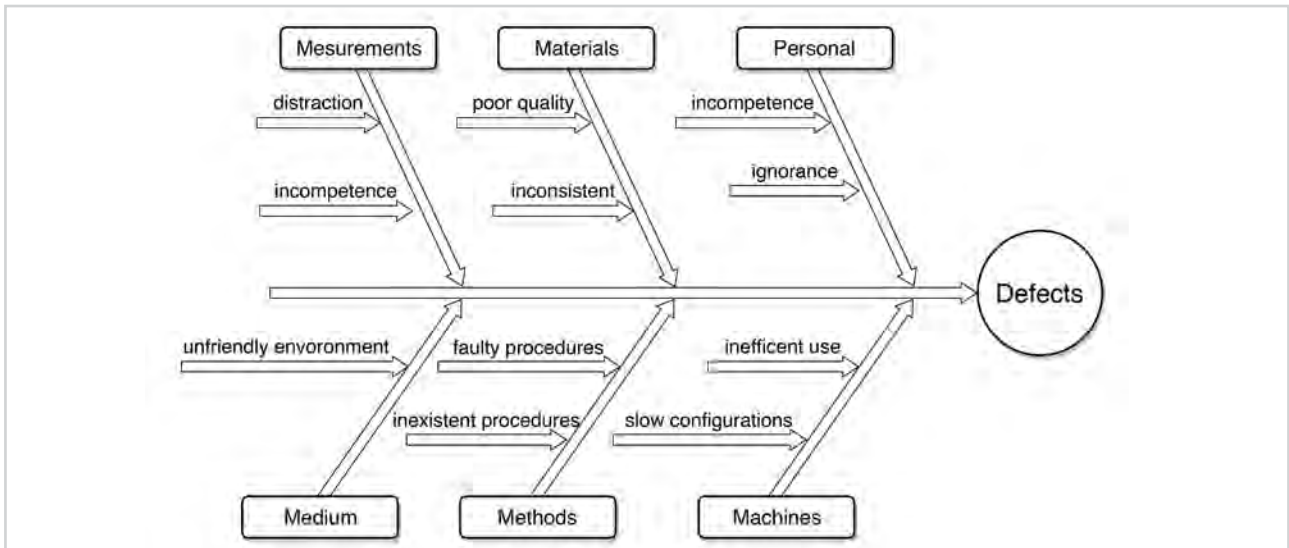 Mesurements
Materials
Personal
distraction
poor quality
incompetence
incompetence
inconsistent
ignorance
Defects
unfriendly envoronment
faulty procedures
inefficent use
inexistent procedures
slow configurations
Medium
Methods
Machines